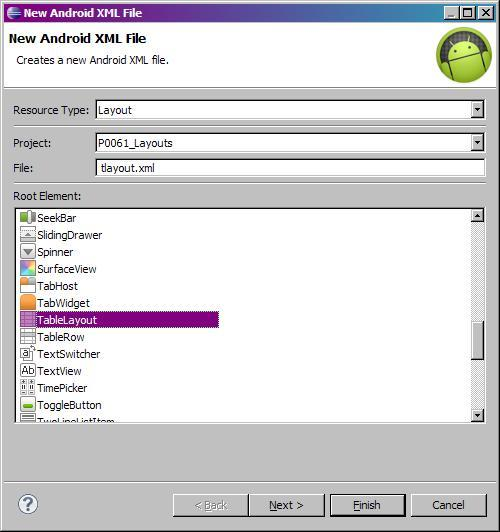 New Android XML File
New Android XML File
Creates a new Android XML file.
Resource Type: Layout
Project: P0061_Layouts
File: tlayout.xml
Root Element:
SeekBar
SlidingDrawer
Spinner
SurfaceView
TabHost
TabWidget
TableLayout
TableRow
TextSwitcher
Ab TextView
TimePicker
ToggleButton
TwoLineListItem
? < Back Next > Finish Cancel